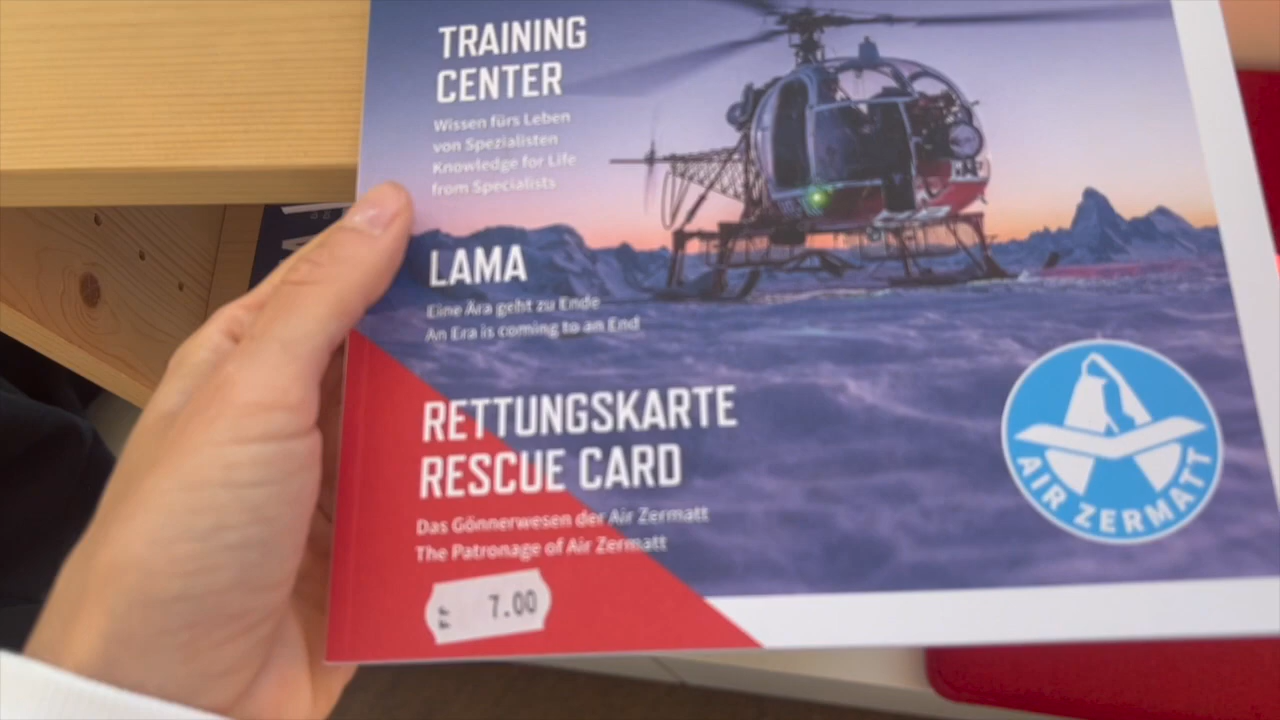 TRAINING
CENTER
Wissen fürs Leben
von Spezialisten
Knowledge for Life
from Specialists
LAMA
Eine Ära geht zu Ende
An Era is coming to an End
RETTUNGSKARTE
RESCUE CARD
Das Gönnerwesen der Air Zermatt
The Patronage of Air Zermatt
7.00
AIR ZERMATT